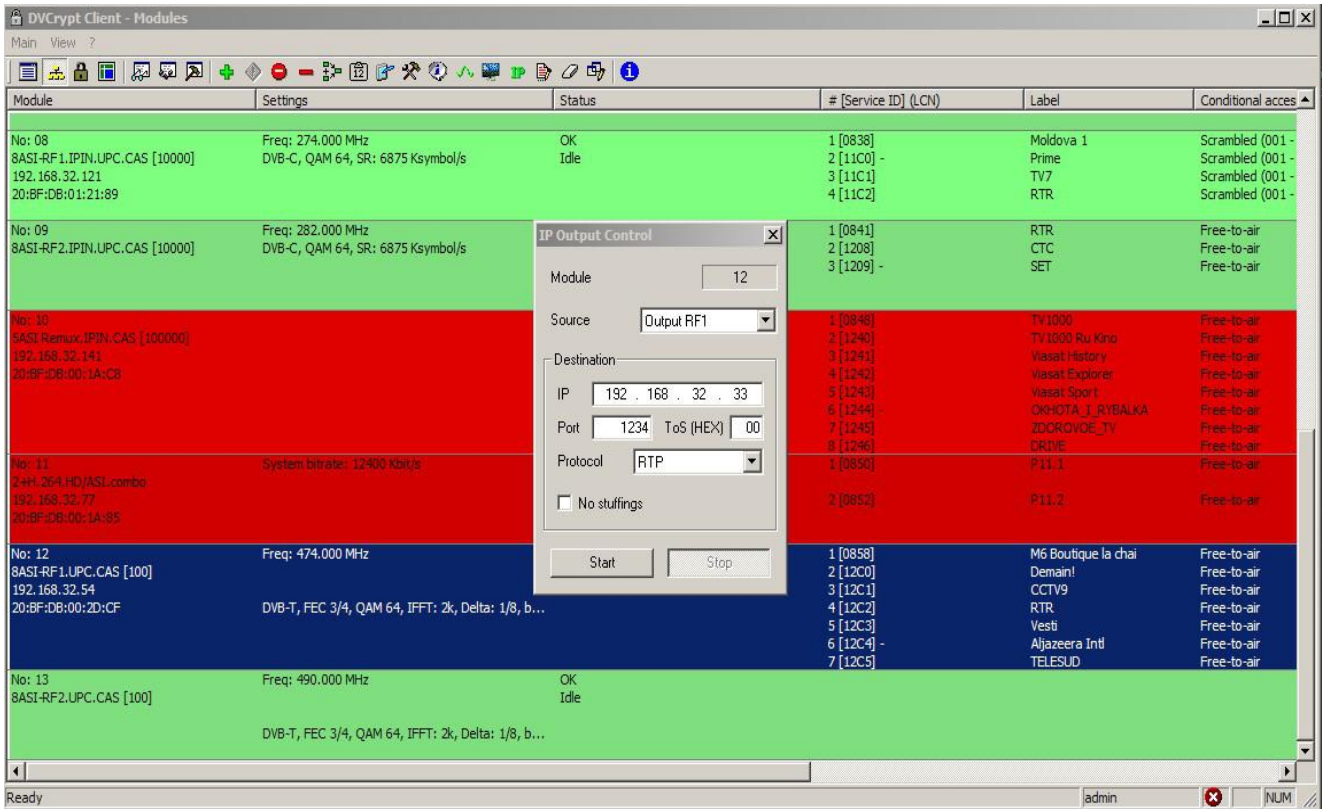 DVCrypt Client - Modules
Main View ?
12 IP
Module Settings Status # [Service ID] (LCN) Label Conditional acces
No: 08 Freq: 274.000 MHz OK 1 [0838] Moldova 1 Scrambled (001 -
8ASI-RF1.IPIN.UPC.CAS [10000] DVB-C, QAM 64, SR: 6875 Ksymbol/s Idle 2 [11C0] - Prime Scrambled (001 -
192.168.32.121 3 [11C1] TV7 Scrambled (001 -
20:BF:DB:01:21:89 4 [11C2] RTR Scrambled (001 -
No: 09 Freq: 282.000 MHz 1 [0841] RTR Free-to-air
8ASI-RF2.IPIN.UPC.CAS [10000] DVB-C, QAM 64, SR: 6875 Ksymbol/s 2 [1208] CTC Free-to-air
3 [1209] - SET Free-to-air
No: 10 1 [0848] TV1000 Free-to-air
5ASI Remux.IPIN.CAS [100000] 2 [1240] TV1000 Ru Kino Free-to-air
192.168.32.141 3 [1241] Viasat History Free-to-air
20:BF:DB:00:1A:C8 4 [1242] Viasat Explorer Free-to-air
5 [1243] Viasat Sport Free-to-air
6 [1244] - OKHOTA_I_RYBALKA Free-to-air
7 [1245] ZDOROVOE_TV Free-to-air
8 [1246] DRIVE Free-to-air
No: 11 System bitrate: 12400 Kbit/s 1 [0850] P11.1 Free-to-air
2+H.264.HD/ASI.combo
192.168.32.77 2 [0852] P11.2 Free-to-air
20:BF:DB:00:1A:85
No: 12 Freq: 474.000 MHz 1 [0858] M6 Boutique la chai Free-to-air
8ASI-RF1.UPC.CAS [100] 2 [12C0] Demain! Free-to-air
192.168.32.54 3 [12C1] CCTV9 Free-to-air
20:BF:DB:00:2D:CF DVB-T, FEC 3/4, QAM 64, IFFT: 2k, Delta: 1/8, b... 4 [12C2] RTR Free-to-air
5 [12C3] Vesti Free-to-air
6 [12C4] - Aljazeera Intl Free-to-air
7 [12C5] TELESUD Free-to-air
No: 13 Freq: 490.000 MHz OK
8ASI-RF2.UPC.CAS [100] Idle
DVB-T, FEC 3/4, QAM 64, IFFT: 2k, Delta: 1/8, b...
IP Output Control
Module 12
Source Output RF1
Destination
IP 192 . 168 . 32 . 33
Port 1234 ToS (HEX) 00
Protocol RTP
No stuffings
Start Stop
Ready admin NUM